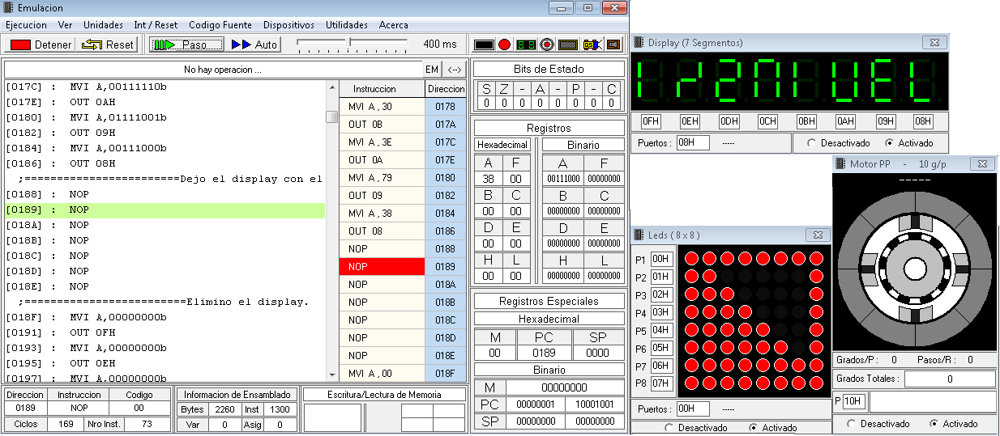 Emulacion
Ejecucion Ver Unidades Int / Reset Codigo Fuente Dispositivos Utilidades Acerca
Detener Reset Paso Auto 400 ms
No hay operacion ... EM <-->
[017C] : MVI A,00111110b
[017E] : OUT 0AH
[0180] : MVI A,01111001b
[0182] : OUT 09H
[0184] : MVI A,00111000b
[0186] : OUT 08H
;========================Dejo el display con el
[0188] : NOP
[0189] : NOP
[018A] : NOP
[018B] : NOP
[018C] : NOP
[018D] : NOP
[018E] : NOP
;=========================Elimino el display.
[018F] : MVI A,00000000b
[0191] : OUT 0FH
[0193] : MVI A,00000000b
[0195] : OUT 0EH
[0197] : MVI A,00000000b
Instruccion Direccion
MVI A,30 0178
OUT 0B 017A
MVI A,3E 017C
OUT 0A 017E
MVI A,79 0180
OUT 09 0182
MVI A,38 0184
OUT 08 0186
NOP 0188
NOP 0189
NOP 018A
NOP 018B
NOP 018C
NOP 018D
NOP 018E
MVI A,00 018F
Direccion Instruccion Codigo
0189 NOP 00
Ciclos 169 Nro Inst. 73
Informacion de Ensamblado
Bytes 2260 Inst 1300
Var 0 Asig 0
Escritura/Lectura de Memoria
Bits de Estado
S Z - A - P - C
0 0 0 0 0 0 0 0
Registros
Hexadecimal Binario
A F A F
38 00 00111000 00000000
B C B C
00 00 00000000 00000000
D E D E
00 00 00000000 00000000
H L H L
00 00 00000000 00000000
Registros Especiales
Hexadecimal
M PC SP
00 0189 0000
Binario
M 00000000
PC 00000001 10001001
SP 00000000 00000000
Display (7 Segmentos)
0FH 0EH 0DH 0CH 0BH 0AH 09H 08H
Puertos : 08H ----- Desactivado Activado
Leds ( 8 x 8 )
P1 00H
P2 01H
P3 02H
P4 03H
P5 04H
P6 05H
P7 06H
P8 07H
Puertos : 00H -----
Desactivado Activado
Motor PP - 10 g/p
-----
Grados/P : 0 Pasos/R : 0
Grados Totales : 0
P 10H
Desactivado Activado